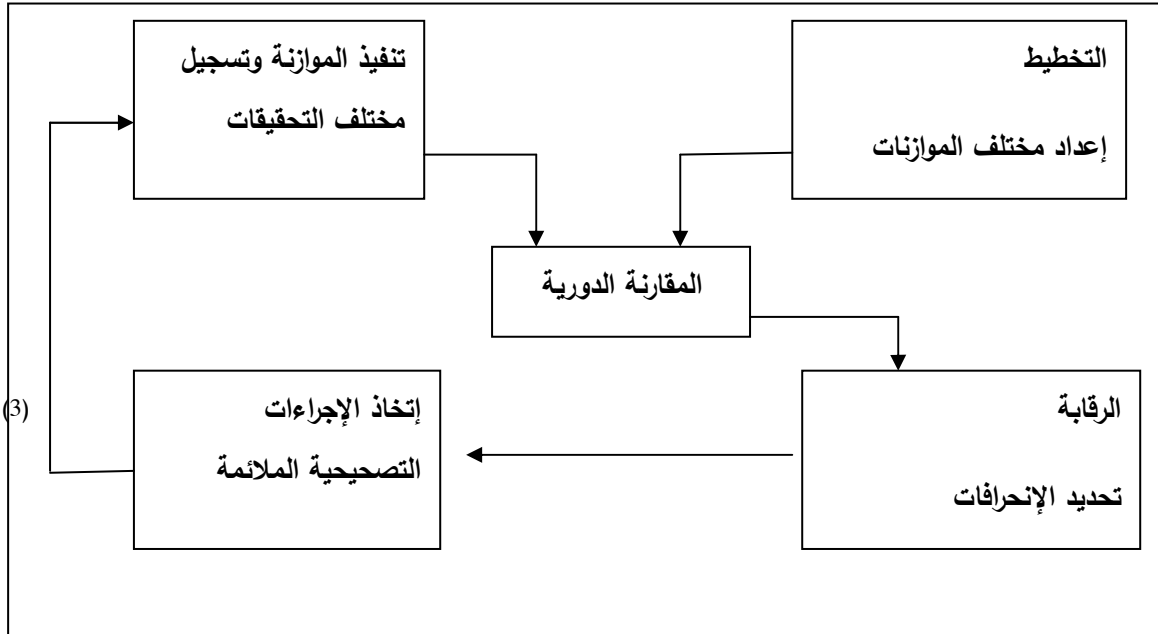 التخطيط
إعداد مختلف الموازنات
تنفيذ الموازنة وتسجيل
مختلف التحقيقات
المقارنة الدورية
الرقابة
تحديد الإنحرافات
إتخاذ الإجراءات
التصحيحية الملائمة
(3)